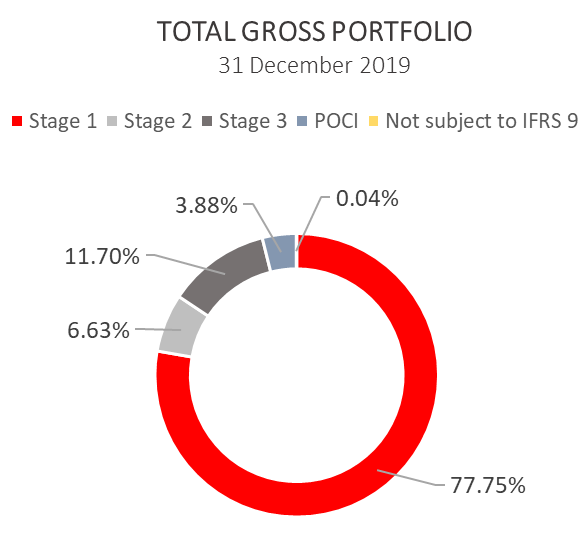 TOTAL GROSS PORTFOLIO
31 December 2019
Stage 1 Stage 2 Stage 3 POCI Not subject to IFRS 9
0.04%
3.88%
11.70%
6.63%
77.75%